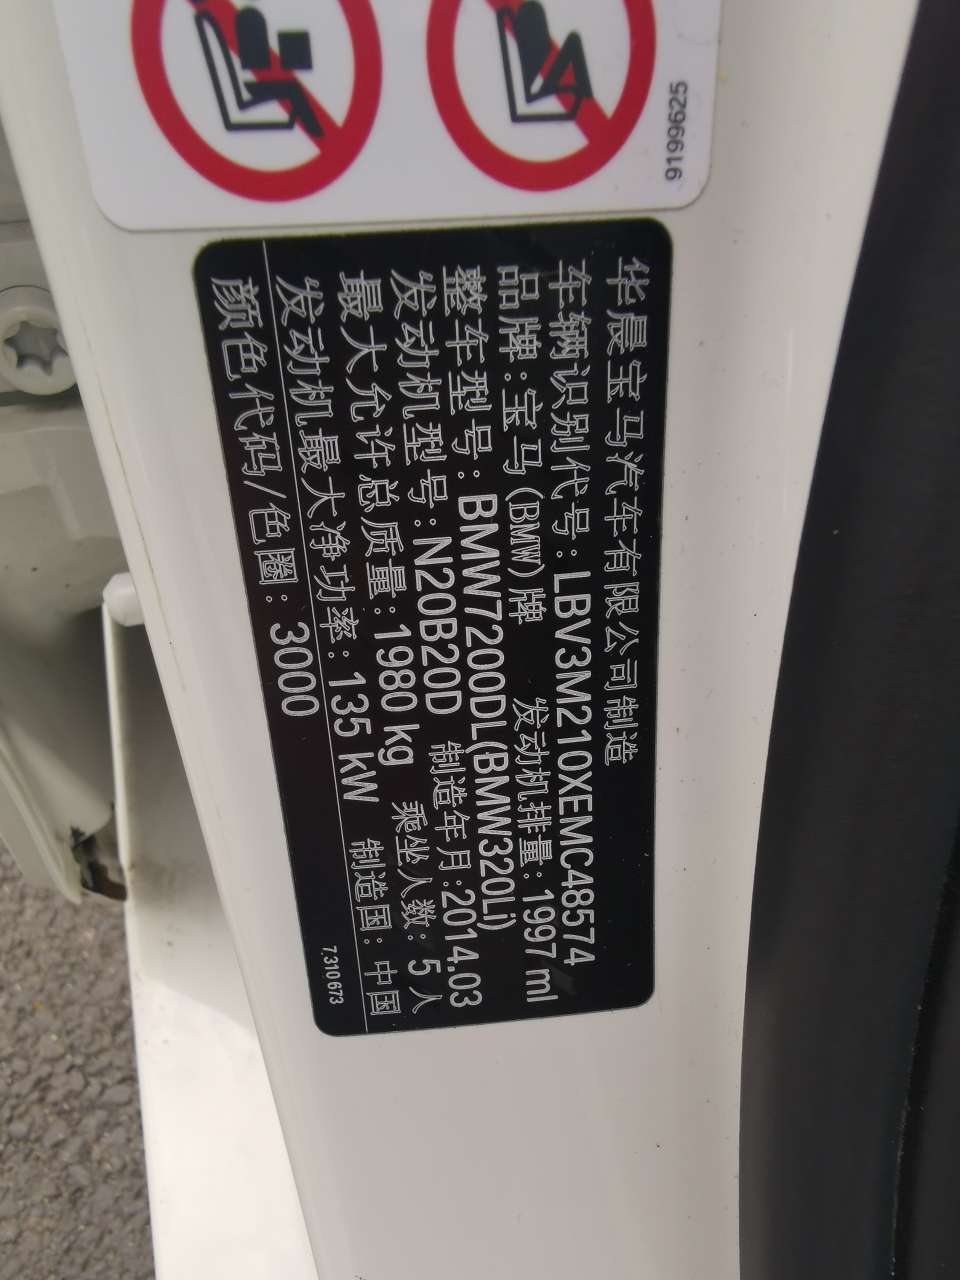 9199625
华晨宝马汽车有限公司制造
车辆识别代号:LBV3M210XEMC48574
品牌:宝马(BMW)牌 发动机排量:1997 ml
整车型号:BMW7200DL(BMW320Li)
发动机型号:N20B20D 制造年月:2014.03
最大允许总质量:1980 kg 乘坐人数:5人
发动机最大净功率:135 kW 制造国:中国
颜色代码/色圈:3000
7.310673